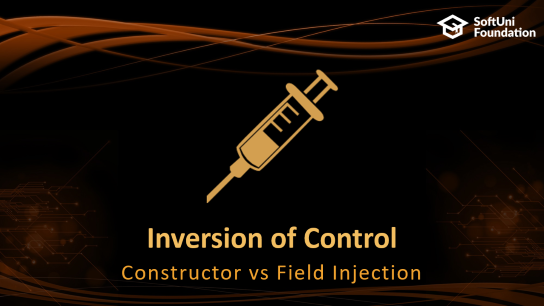 SoftUni
Foundation
Inversion of Control
Constructor vs Field Injection